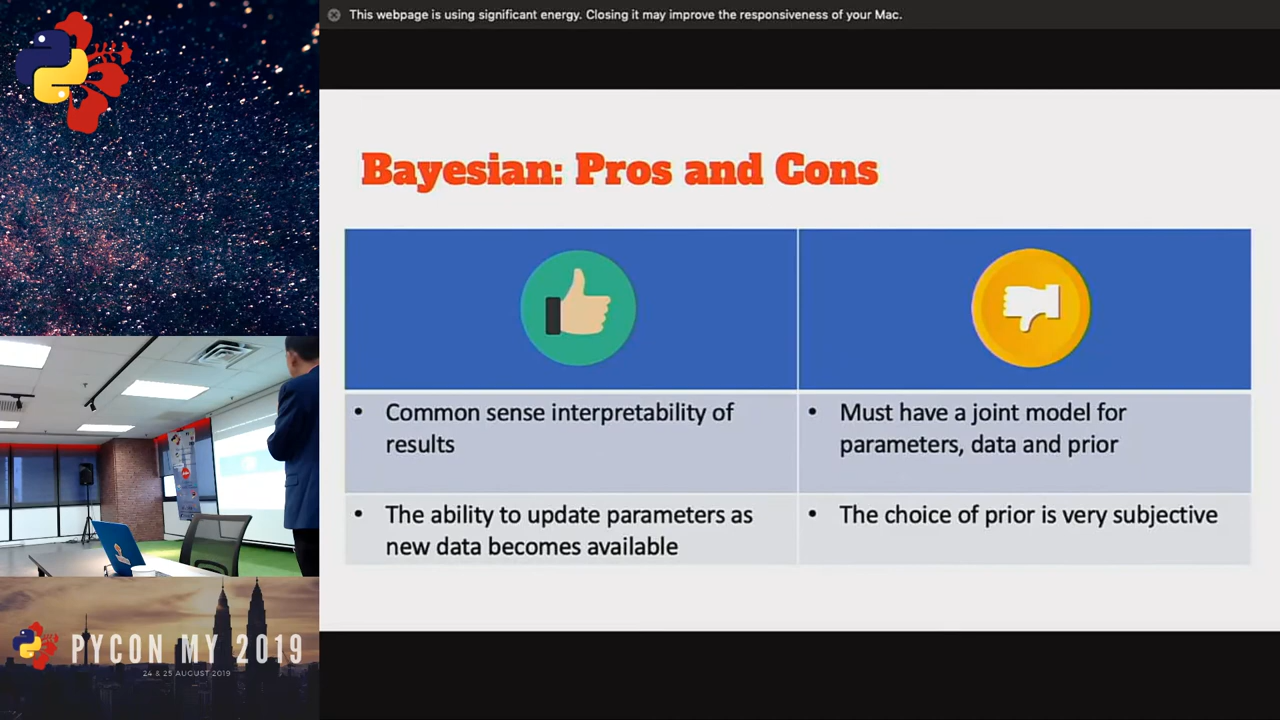 This webpage is using significant energy. Closing it may improve the responsiveness of your Mac.
Bayesian: Pros and Cons
• Common sense interpretability of
results
• Must have a joint model for
parameters, data and prior
• The ability to update parameters as
new data becomes available
• The choice of prior is very subjective
PYCON MY 2019
24 & 25 AUGUST 2019